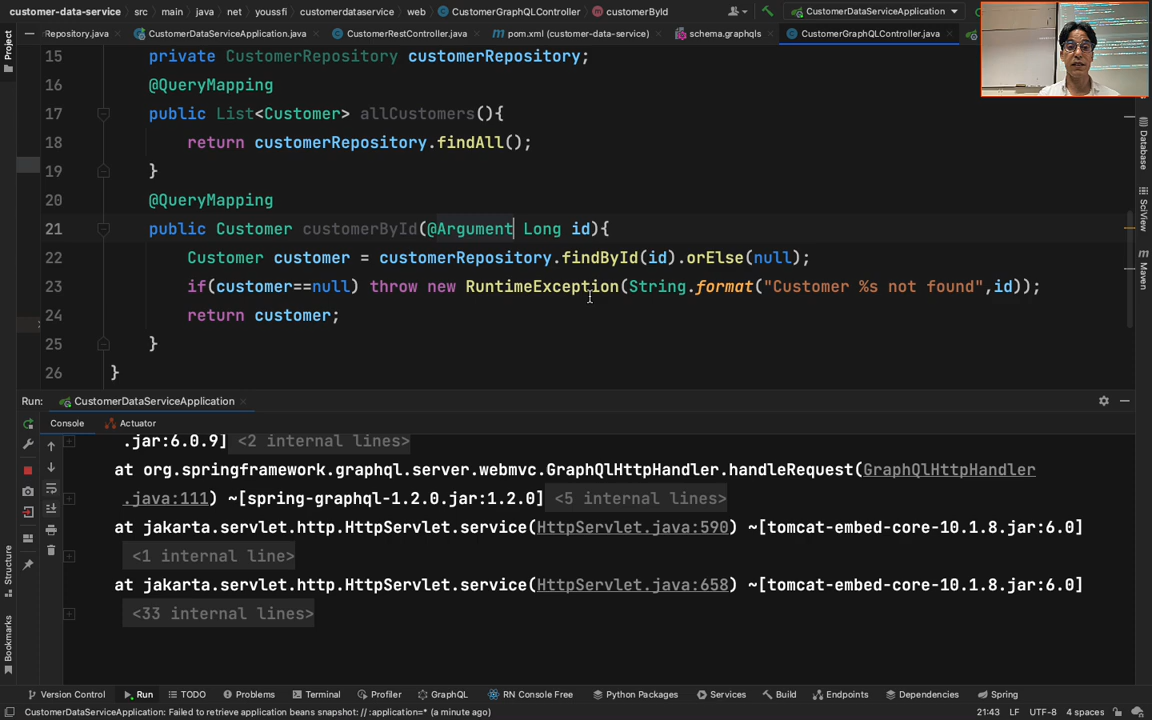 customer-data-service src main java net youssfi customerdataservice web CustomerGraphQLController customerById CustomerDataServiceApplication
Repository.java CustomerDataServiceApplication.java CustomerRestController.java pom.xml (customer-data-service) schema.graphqls CustomerGraphQLController.java
Project
Database
SciView
Maven
15 private CustomerRepository customerRepository;
16 @QueryMapping
17 public List<Customer> allCustomers(){
18 return customerRepository.findAll();
19 }
20 @QueryMapping
21 public Customer customerById(@Argument Long id){
22 Customer customer = customerRepository.findById(id).orElse(null);
23 if(customer==null) throw new RuntimeException(String.format("Customer %s not found",id));
24 return customer;
25 }
26 }
Run: CustomerDataServiceApplication
Console Actuator
.jar:6.0.9] <2 internal lines>
at org.springframework.graphql.server.webmvc.GraphQlHttpHandler.handleRequest(GraphQlHttpHandler
.java:111) ~[spring-graphql-1.2.0.jar:1.2.0] <5 internal lines>
at jakarta.servlet.http.HttpServlet.service(HttpServlet.java:590) ~[tomcat-embed-core-10.1.8.jar:6.0]
<1 internal line>
at jakarta.servlet.http.HttpServlet.service(HttpServlet.java:658) ~[tomcat-embed-core-10.1.8.jar:6.0]
<33 internal lines>
Structure
Bookmarks
Version Control Run TODO Problems Terminal Profiler GraphQL RN Console Free Python Packages Services Build Endpoints Dependencies Spring
CustomerDataServiceApplication: Failed to retrieve application beans snapshot: // :application=* (a minute ago) 21:43 LF UTF-8 4 spaces